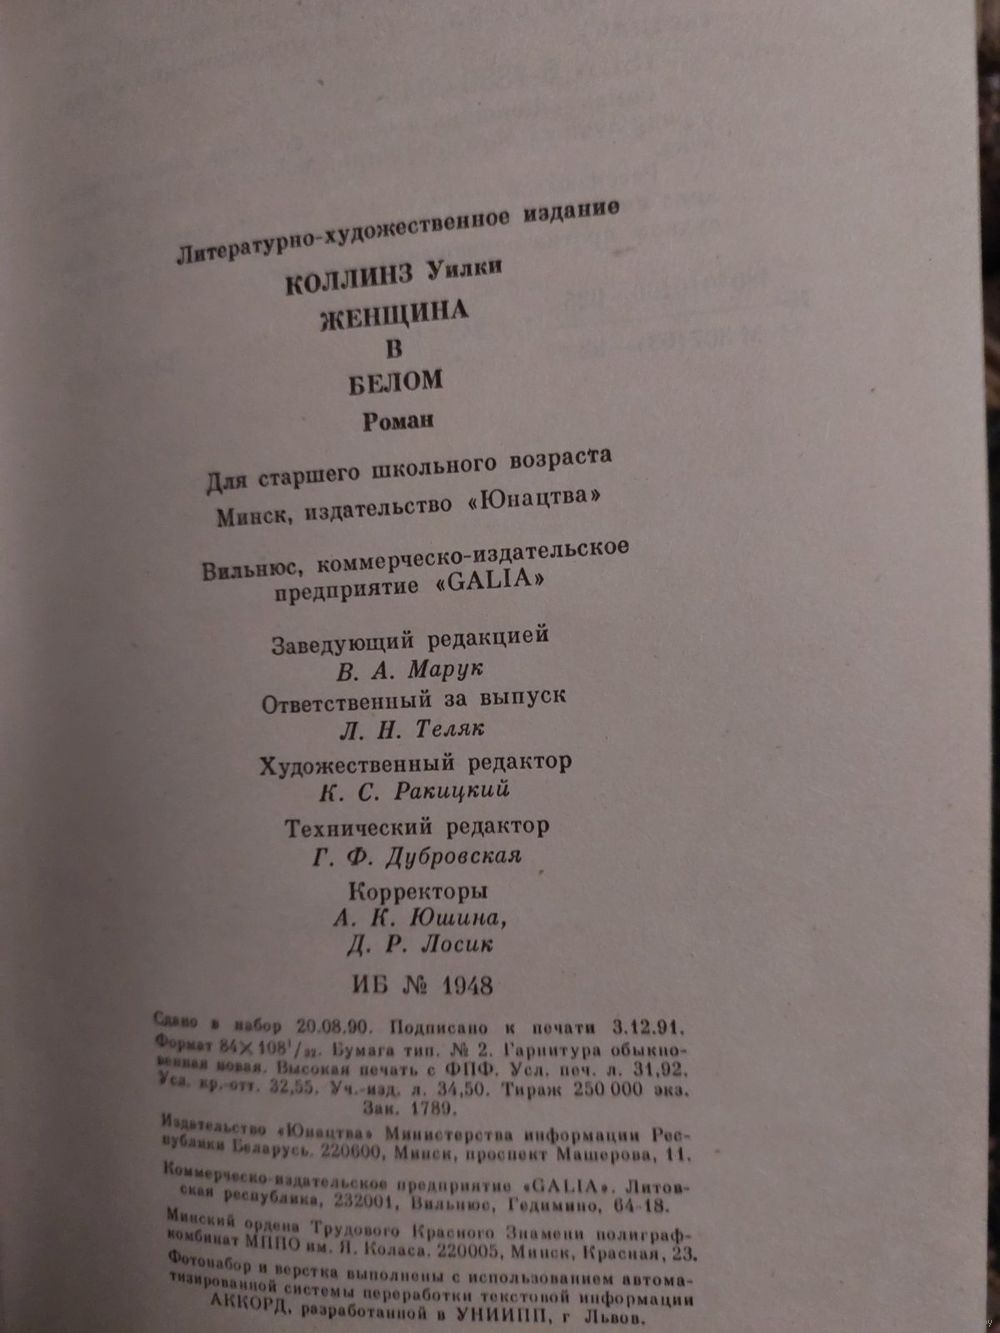 Литературно-художественное издание
КОЛЛИНЗ Уилки
ЖЕНЩИНА
В
БЕЛОМ
Роман
Для старшего школьного возраста
Минск, издательство «Юнацтва»
Вильнюс, коммерческо-издательское
предприятие «GALIA»
Заведующий редакцией
В. А. Марук
Ответственный за выпуск
Л. Н. Теляк
Художественный редактор
К. С. Ракицкий
Технический редактор
Г. Ф. Дубровская
Корректоры
А. К. Юшина,
Д. Р. Лосик
ИБ № 1948
Сдано в набор 20.08.90. Подписано к печати 3.12.91.
Формат 84×108¹/₃₂. Бумага тип. № 2. Гарнитура обыкно-
венная новая. Высокая печать с ФПФ. Усл. печ. л. 31,92.
Усл. кр.-отт. 32,55. Уч.-изд. л. 34,50. Тираж 250 000 экз.
Зак. 1789.
Издательство «Юнацтва» Министерства информации Рес-
публики Беларусь. 220600, Минск, проспект Машерова, 11.
Коммерческо-издательское предприятие «GALIA». Литов-
ская республика, 232001, Вильнюс, Гедимино, 64-18.
Минский ордена Трудового Красного Знамени полиграф-
комбинат МППО им. Я. Коласа. 220005, Минск, Красная, 23.
Фотонабор и верстка выполнены с использованием автома-
тизированной системы переработки текстовой информации
АККОРД, разработанной в УНИИПП, г Львов.